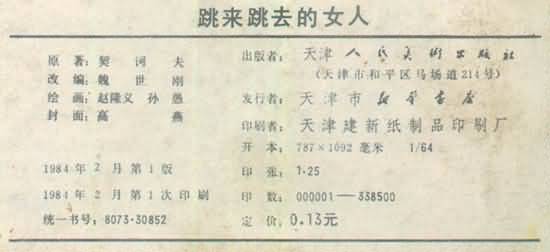 跳来跳去的女人
原著：契诃夫
改编：魏世刚
绘画：赵隆义 孙愚
封面：高燕
1984年2月第1版
1984年2月第1次印刷
统一书号：8073·30852
出版者：天津人民美術出版社
(天津市和平区马场道214号)
发行者：天津市新华书店
印刷者：天津建新纸制品印刷厂
开本：787×1092 毫米 1/64
印张：1·25
印数：000001—338500
定价：0.13元